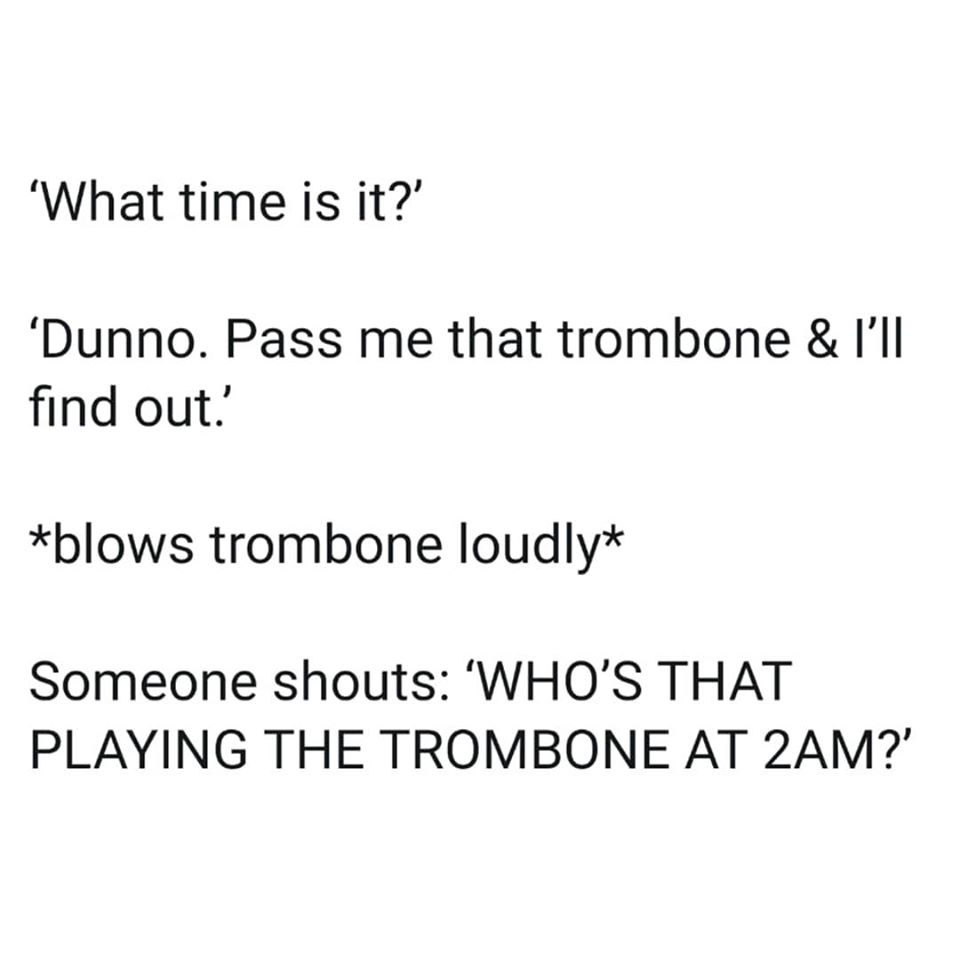 ‘What time is it?’
‘Dunno. Pass me that trombone & I’ll
find out.’
*blows trombone loudly*
Someone shouts: ‘WHO’S THAT
PLAYING THE TROMBONE AT 2AM?’